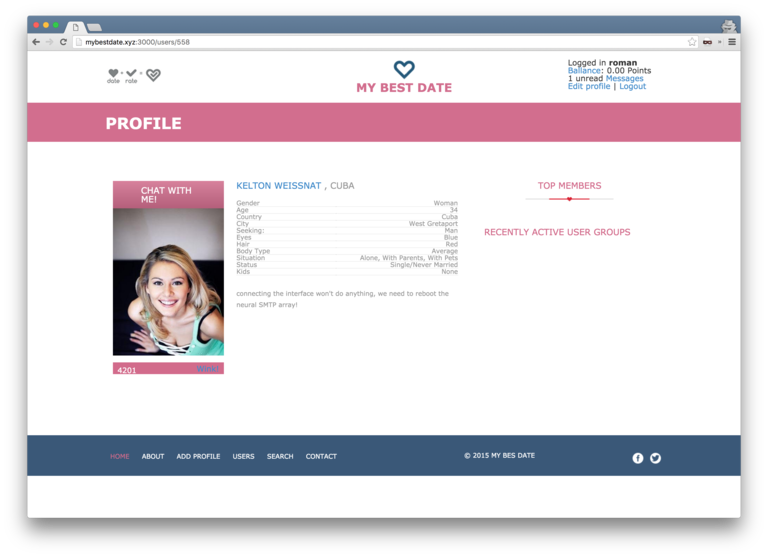 mybestdate.xyz:3000/users/558
date rate
MY BEST DATE
Logged in roman
Ballance: 0.00 Points
1 unread Messages
Edit profile | Logout
PROFILE
CHAT WITH
ME!
4201
KELTON WEISSNAT , CUBA
Gender Woman
Age 34
Country Cuba
City West Gretaport
Seeking: Man
Eyes Blue
Hair Red
Body Type Average
Situation Alone, With Parents, With Pets
Status Single/Never Married
Kids None
connecting the interface won't do anything, we need to reboot the
neural SMTP array!
TOP MEMBERS
RECENTLY ACTIVE USER GROUPS
HOME ABOUT ADD PROFILE USERS SEARCH CONTACT
© 2015 MY BES DATE